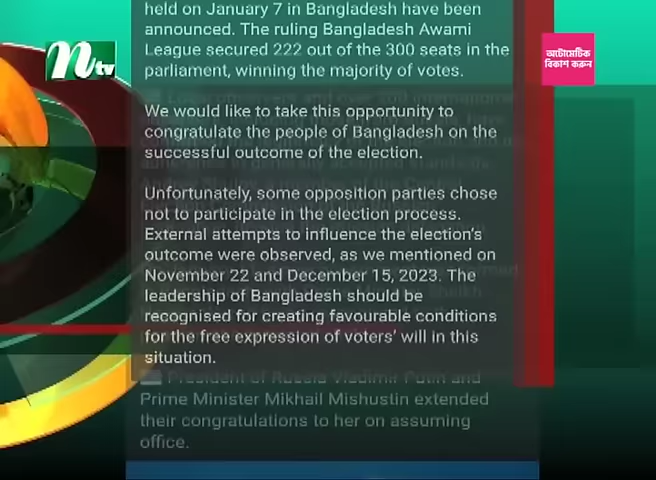 held on January 7 in Bangladesh have been
announced. The ruling Bangladesh Awami
League secured 222 out of the 300 seats in the
parliament, winning the majority of votes.
ntv
অটোমেটিক
বিকাশ করুন
We would like to take this opportunity to
congratulate the people of Bangladesh on the
successful outcome of the election.
Unfortunately, some opposition parties chose
not to participate in the election process.
External attempts to influence the election's
outcome were observed, as we mentioned on
November 22 and December 15, 2023. The
leadership of Bangladesh should be
recognised for creating favourable conditions
for the free expression of voters' will in this
situation.
President of Russia Vladimir Putin and
Prime Minister Mikhail Mishustin extended
their congratulations to her on assuming
office.